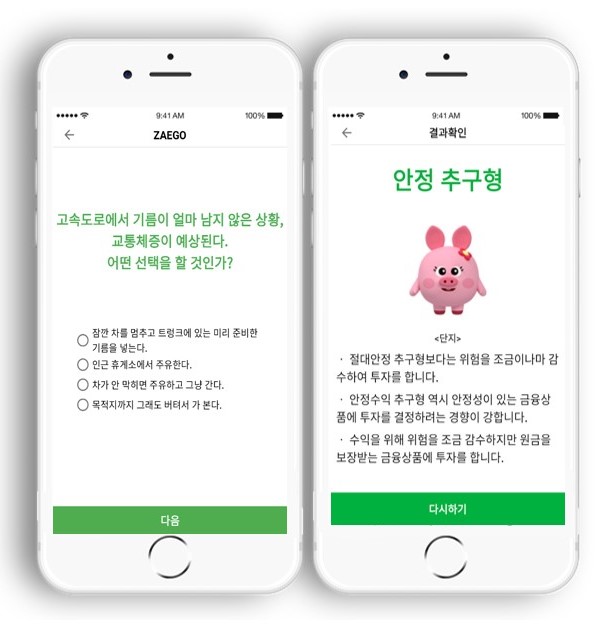 9:41 AM
100%
ZAEGO
고속도로에서 기름이 얼마 남지 않은 상황,
교통체증이 예상된다.
어떤 선택을 할 것인가?
잠깐 차를 멈추고 트렁크에 있는 미리 준비한
기름을 넣는다.
인근 휴게소에서 주유한다.
차가 안 막히면 주유하고 그냥 간다.
목적지까지 그래도 버텨서 가 본다.
다음
9:41 AM
100%
결과확인
안정 추구형
<단지>
· 절대안정 추구형보다는 위험을 조금이나마 감
수하여 투자를 합니다.
· 안정수익 추구형 역시 안정성이 있는 금융상
품에 투자를 결정하려는 경향이 강합니다.
· 수익을 위해 위험을 조금 감수하지만 원금을
보장받는 금융상품에 투자를 합니다.
다시하기